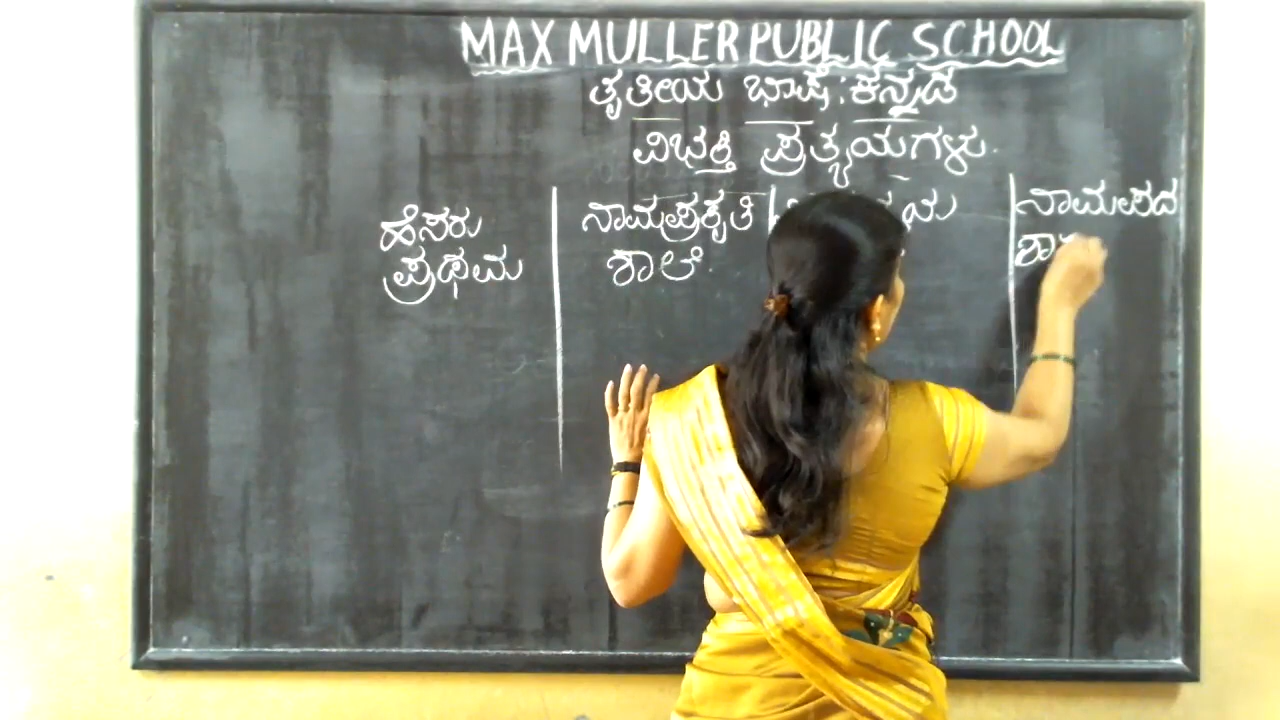 MAX MULLER PUBLIC SCHOOL
ತೃತೀಯ ಭಾಷೆ : ಕನ್ನಡ
ವಿಭಕ್ತಿ ಪ್ರತ್ಯಯಗಳು.
ಹೆಸರು ನಾಮಪ್ರಕೃತಿ ನಾಮಪದ
ಪ್ರಥಮ ಶಾಲೆ